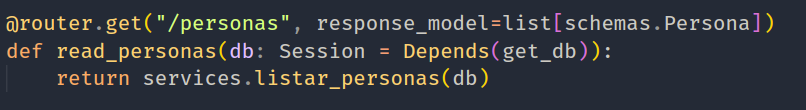 @router.get("/personas", response_model=list[schemas.Persona])
def read_personas(db: Session = Depends(get_db)):
    return services.listar_personas(db)